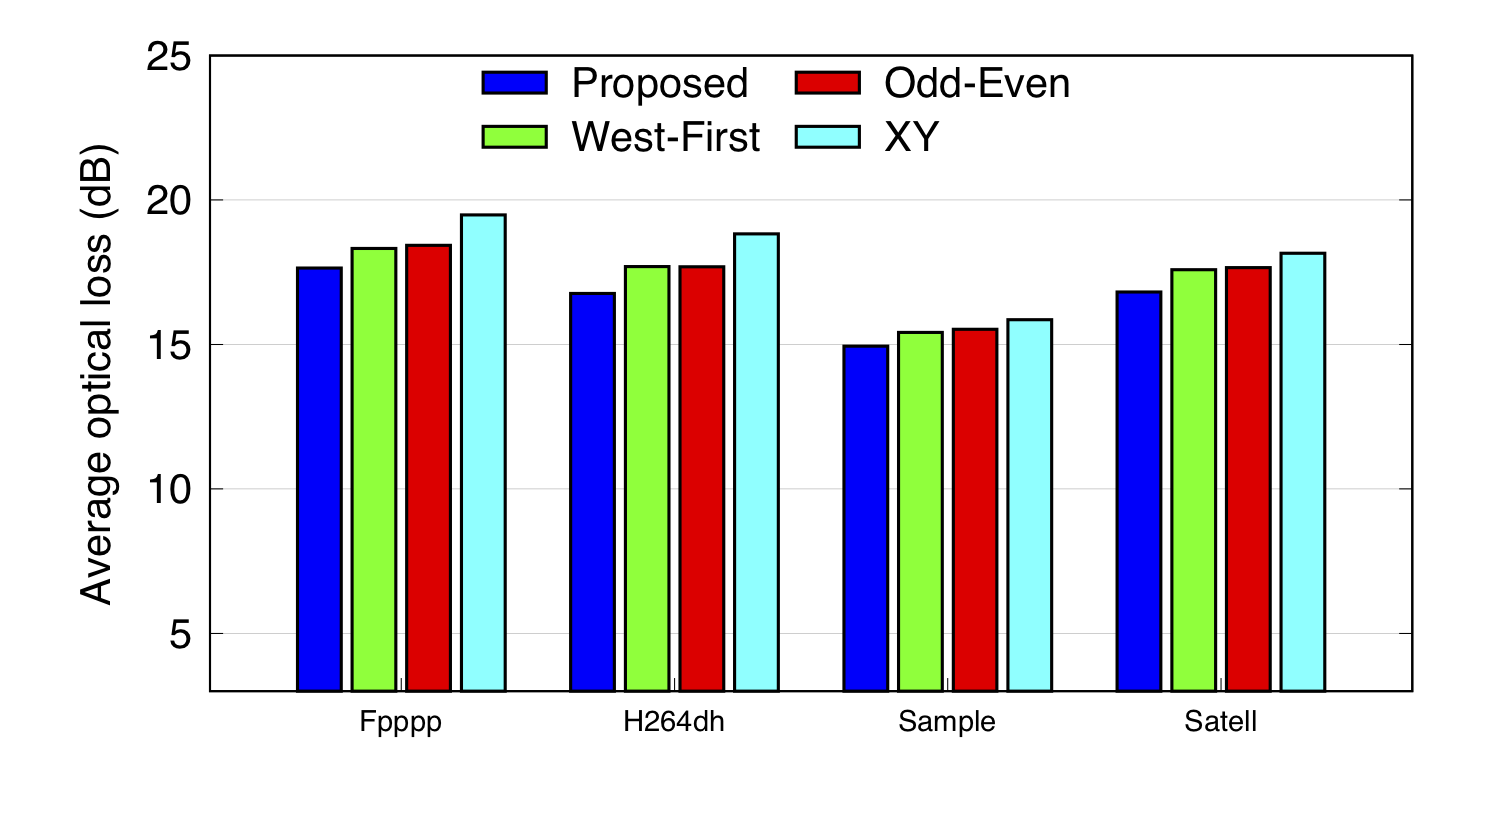 25
20
15
10
5
Average optical loss (dB)
Proposed
Odd-Even
West-First
XY
Fpppp
H264dh
Sample
Satell